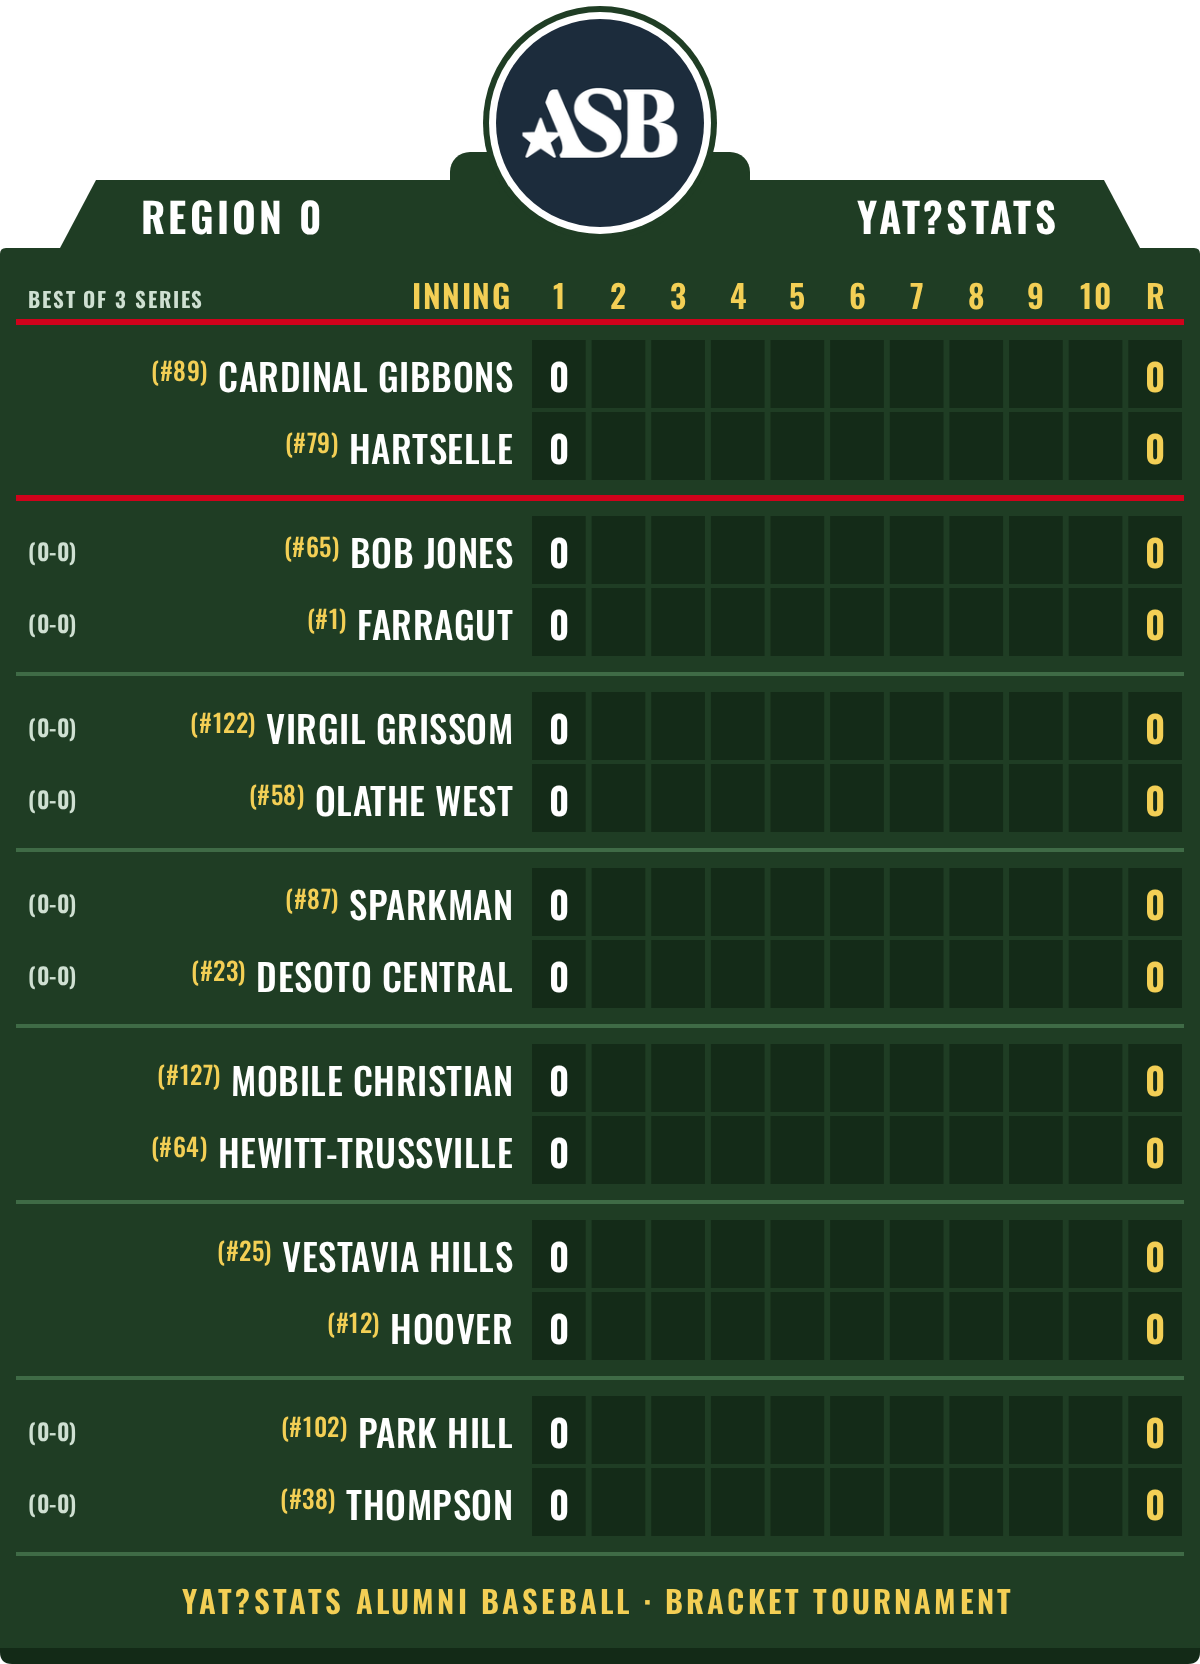 ASB
REGION 0
YAT?STATS
BEST OF 3 SERIES INNING 1 2 3 4 5 6 7 8 9 10 R
(#89) CARDINAL GIBBONS 0 0
(#79) HARTSELLE 0 0
(0-0) (#65) BOB JONES 0 0
(0-0) (#1) FARRAGUT 0 0
(0-0) (#122) VIRGIL GRISSOM 0 0
(0-0) (#58) OLATHE WEST 0 0
(0-0) (#87) SPARKMAN 0 0
(0-0) (#23) DESOTO CENTRAL 0 0
(#127) MOBILE CHRISTIAN 0 0
(#64) HEWITT-TRUSSVILLE 0 0
(#25) VESTAVIA HILLS 0 0
(#12) HOOVER 0 0
(0-0) (#102) PARK HILL 0 0
(0-0) (#38) THOMPSON 0 0
YAT?STATS ALUMNI BASEBALL · BRACKET TOURNAMENT